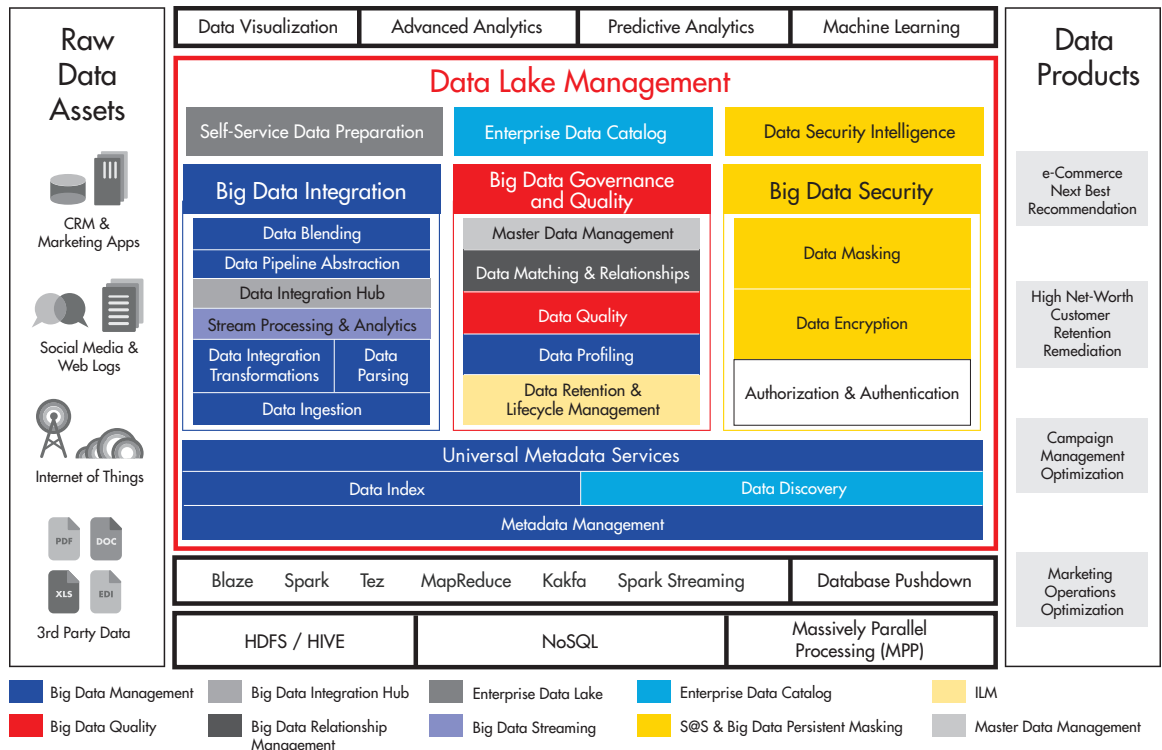 Raw
Data
Assets
CRM &
Marketing Apps
Social Media &
Web Logs
Internet of Things
PDF
DOC
XLS
EDI
3rd Party Data
Data Visualization
Advanced Analytics
Predictive Analytics
Machine Learning
Data Lake Management
Self-Service Data Preparation
Enterprise Data Catalog
Data Security Intelligence
Big Data Integration
Data Blending
Data Pipeline Abstraction
Data Integration Hub
Stream Processing & Analytics
Data Integration
Transformations
Data
Parsing
Data Ingestion
Big Data Governance
and Quality
Master Data Management
Data Matching & Relationships
Data Quality
Data Profiling
Data Retention &
Lifecycle Management
Big Data Security
Data Masking
Data Encryption
Authorization & Authentication
Universal Metadata Services
Data Index
Data Discovery
Metadata Management
Blaze
Spark
Tez
MapReduce
Kakfa
Spark Streaming
Database Pushdown
HDFS / HIVE
NoSQL
Massively Parallel
Processing (MPP)
Data
Products
e-Commerce
Next Best
Recommendation
High Net-Worth
Customer
Retention
Remediation
Campaign
Management
Optimization
Marketing
Operations
Optimization
Big Data Management
Big Data Integration Hub
Enterprise Data Lake
Enterprise Data Catalog
ILM
Big Data Quality
Big Data Relationship
Management
Big Data Streaming
S@S & Big Data Persistent Masking
Master Data Management